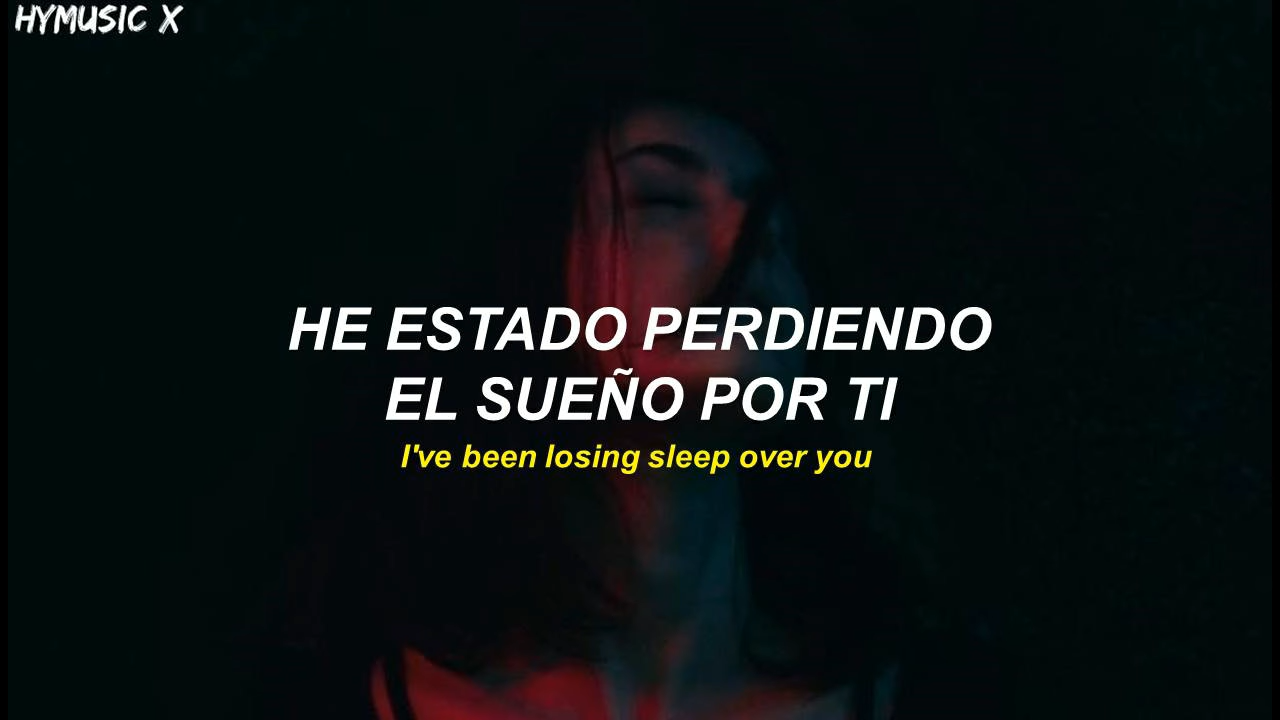 HYMUSIC X
HE ESTADO PERDIENDO
EL SUEÑO POR TI
I've been losing sleep over you